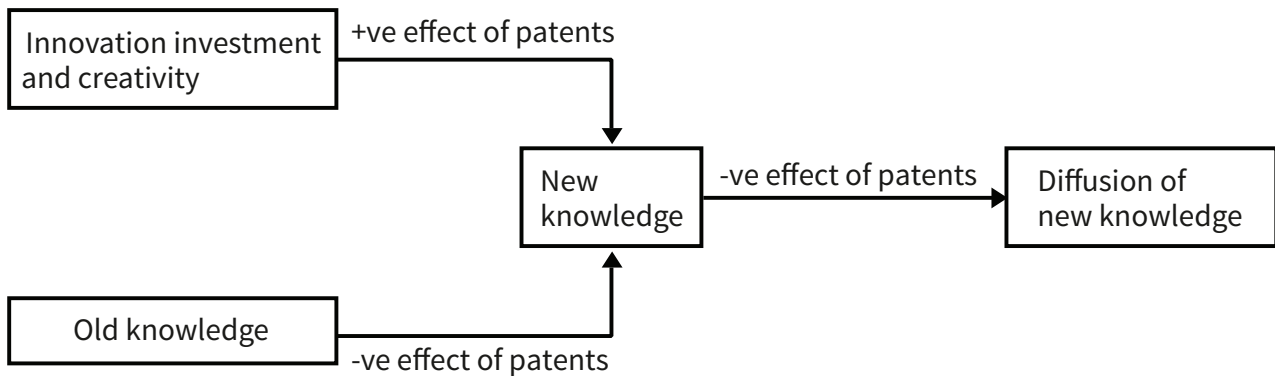 Innovation investment
and creativity
+ve effect of patents
New
knowledge
-ve effect of patents
Diffusion of
new knowledge
Old knowledge
-ve effect of patents